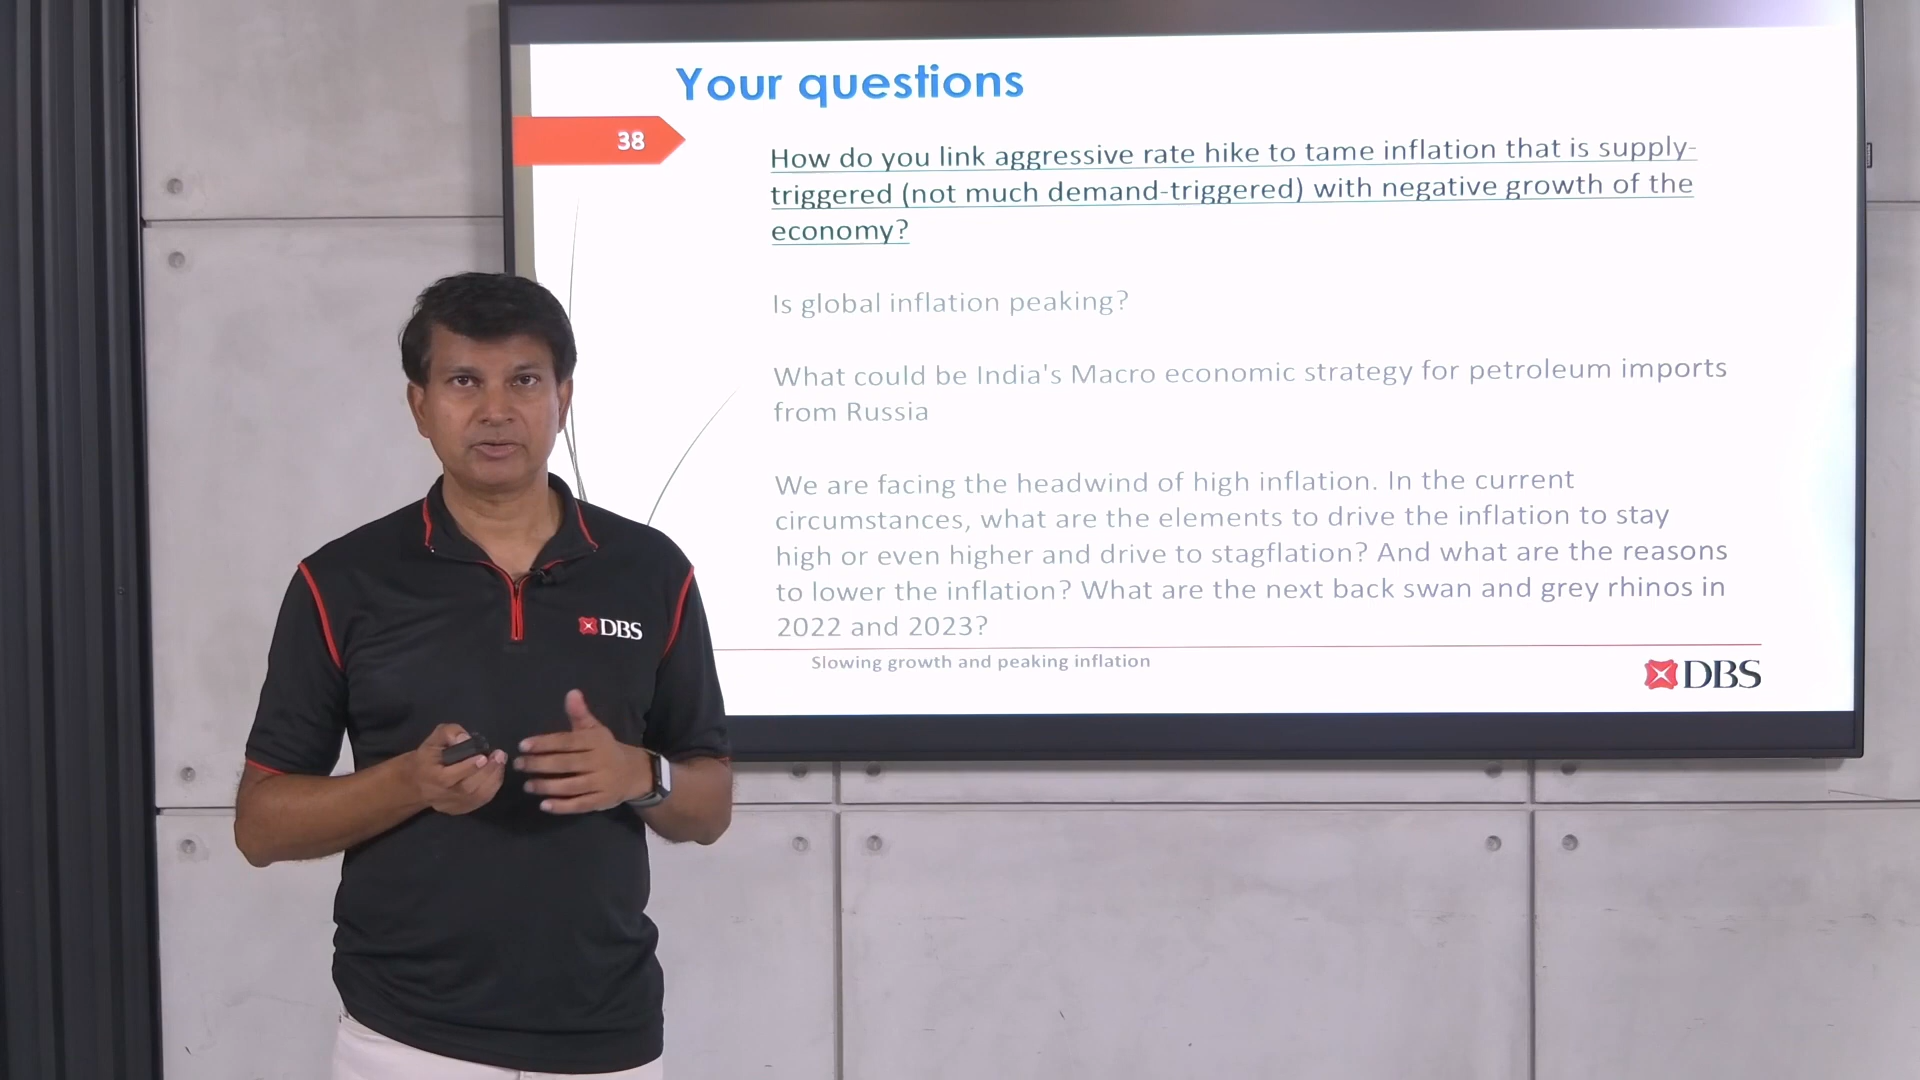 Your questions
38
How do you link aggressive rate hike to tame inflation that is supply-
triggered (not much demand-triggered) with negative growth of the
economy?
Is global inflation peaking?
What could be India's Macro economic strategy for petroleum imports
from Russia
We are facing the headwind of high inflation. In the current
circumstances, what are the elements to drive the inflation to stay
high or even higher and drive to stagflation? And what are the reasons
to lower the inflation? What are the next back swan and grey rhinos in
2022 and 2023?
Slowing growth and peaking inflation
DBS
DBS